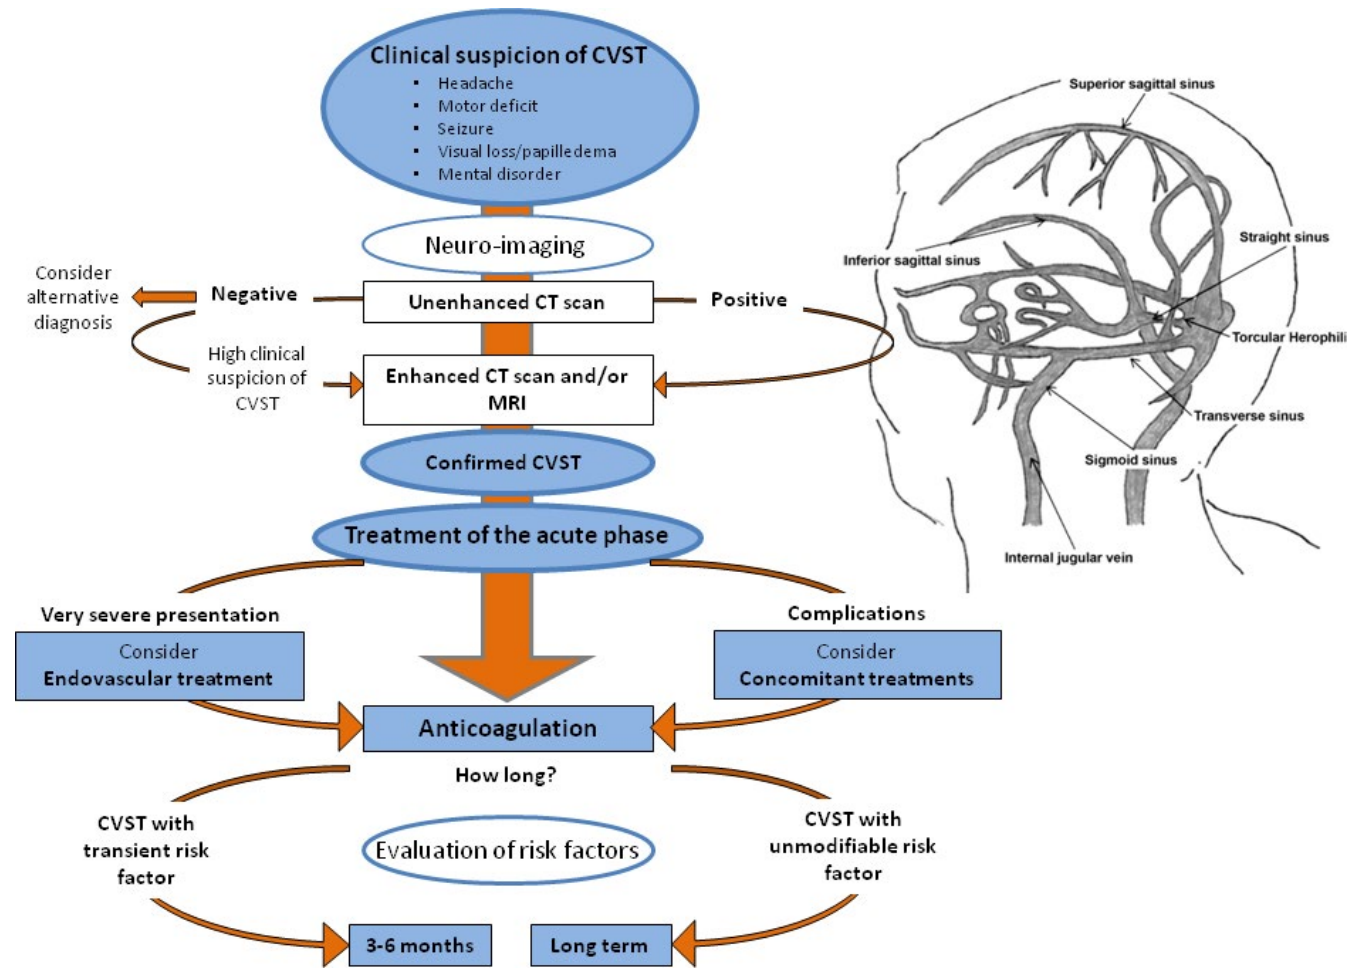 Clinical suspicion of CVST
▪ Headache
▪ Motor deficit
▪ Seizure
▪ Visual loss/papilledema
▪ Mental disorder
Neuro-imaging
Consider
alternative
diagnosis
Negative
Unenhanced CT scan
Positive
High clinical
suspicion of
CVST
Enhanced CT scan and/or
MRI
Confirmed CVST
Treatment of the acute phase
Very severe presentation
Consider
Endovascular treatment
Complications
Consider
Concomitant treatments
Anticoagulation
How long?
CVST with
transient risk
factor
Evaluation of risk factors
CVST with
unmodifiable risk
factor
3-6 months
Long term
Superior sagittal sinus
Straight sinus
Inferior sagittal sinus
Torcular Herophili
Transverse sinus
Sigmoid sinus
Internal jugular vein